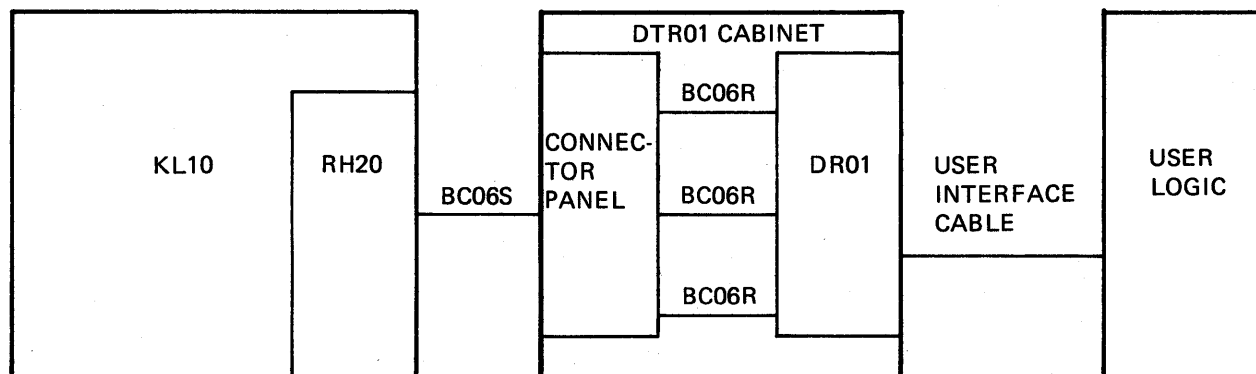 DTR01 CABINET
KL10
RH20
BC06S
CONNEC-
TOR
PANEL
BC06R
BC06R
BC06R
DR01
USER
INTERFACE
CABLE
USER
LOGIC